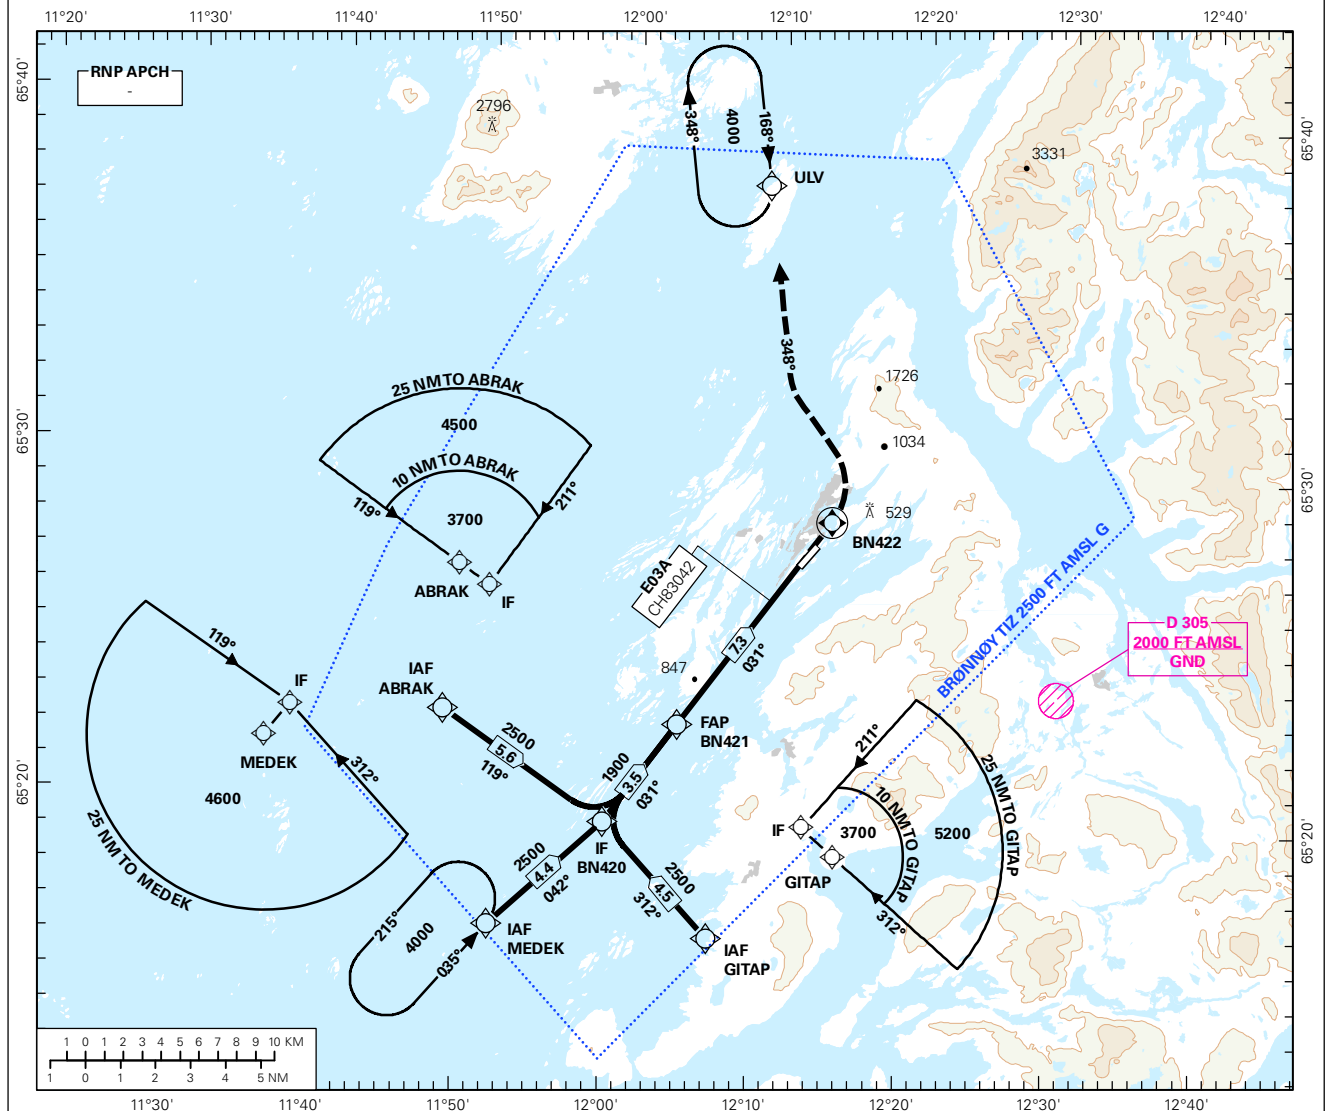 11°20'
11°30'
11°40'
11°50'
12°00'
12°10'
12°20'
12°30'
12°40'
65°40'
65°30'
65°20'
65°40'
65°30'
65°20'
RNP APCH
-
2796
348°
4000
168°
ULV
3331
348°
1726
1034
529
BN422
25 NM TO ABRAK
4500
10 NM TO ABRAK
3700
119°
211°
ABRAK
IF
E03A
CH83042
BRØNNØY TIZ 2500 FT AMSL G
D 305
2000 FT AMSL
GND
119°
IF
MEDEK
312°
4600
25 NM TO MEDEK
IAF
ABRAK
2500
5.6
119°
847
7.3
031°
FAP
BN421
1900
3.5
031°
IF
BN420
2500
4.4
042°
2500
4.5
312°
215°
4000
035°
IAF
MEDEK
IAF
GITAP
211°
IF
GITAP
3700
10 NM TO GITAP
5200
25 NM TO GITAP
312°
1 0 1 2 3 4 5 6 7 8 9 10 KM
1 0 1 2 3 4 5 NM
11°30'
11°40'
11°50'
12°00'
12°10'
12°20'
12°30'
12°40'